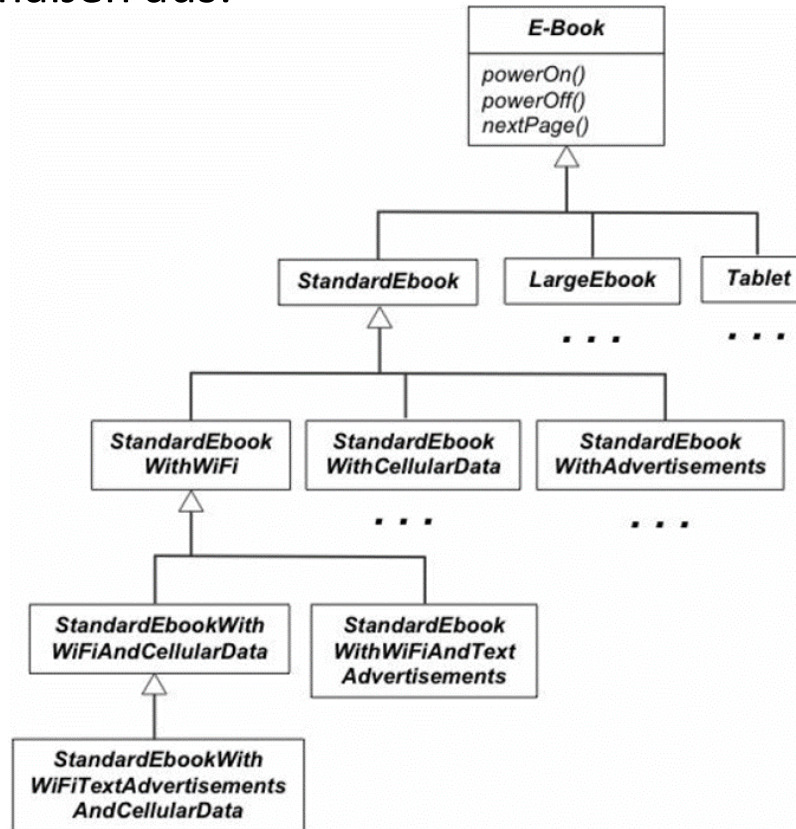 E-Book
powerOn()
powerOff()
nextPage()
StandardEbook
LargeEbook
Tablet
. . .
. . .
StandardEbook
WithWiFi
StandardEbook
WithCellularData
StandardEbook
WithAdvertisements
. . .
. . .
StandardEbookWith
WiFiAndCellularData
StandardEbook
WithWiFiAndText
Advertisements
StandardEbookWith
WiFiTextAdvertisements
AndCellularData